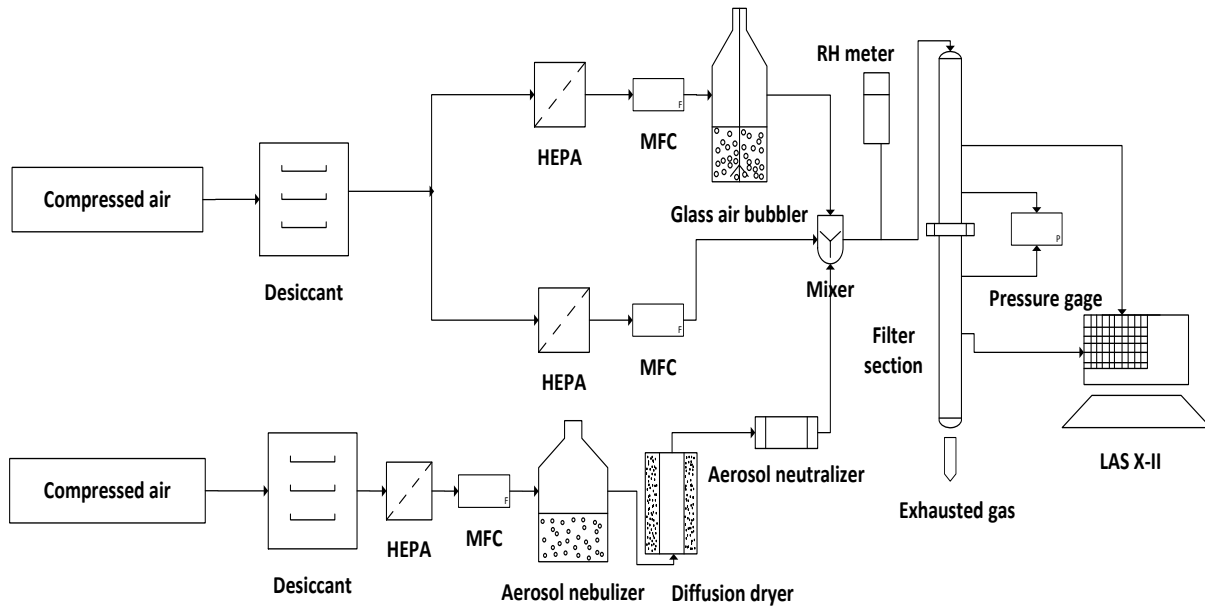 RH meter
HEPA
MFC
F
Compressed air
Glass air bubbler
Desiccant
Mixer
P
Pressure gage
F
HEPA
MFC
Filter
section
Aerosol neutralizer
LAS X-II
Compressed air
F
HEPA
MFC
Exhausted gas
Desiccant
Aerosol nebulizer
Diffusion dryer